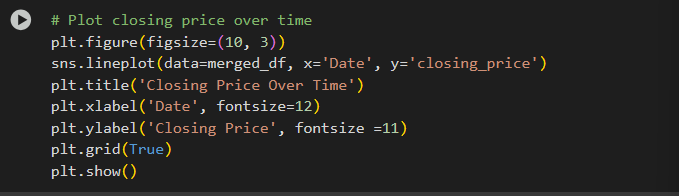 # Plot closing price over time
plt.figure(figsize=(10, 3))
sns.lineplot(data=merged_df, x='Date', y='closing_price')
plt.title('Closing Price Over Time')
plt.xlabel('Date', fontsize=12)
plt.ylabel('Closing Price', fontsize =11)
plt.grid(True)
plt.show()